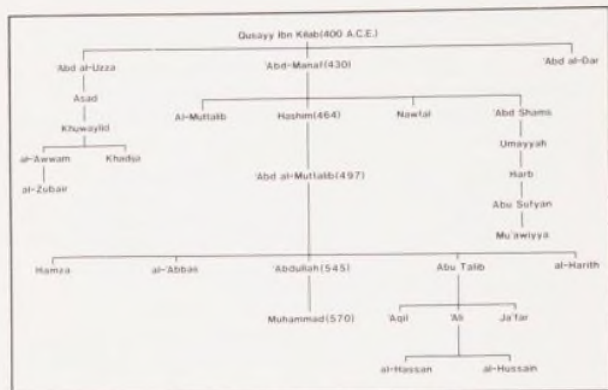 Qusayy Ibn Kilab(400 A.C.E.)
'Abd al-Uzza 'Abd-Manaf(430) 'Abd al-Dar
Asad Al-Muttalib Hashim(464) Nawfal 'Abd Shams
Khuwaylid Umayyah
al-Awwam Khadija
'Abd al-Muttalib(497) Harb
al-Zubair Abu Sufyan
Mu'awiyya
Hamza al-'Abbas 'Abdullah (545) Abu Talib al-Harith
Muhammad(570) 'Aqil 'Ali Ja'far
al-Hassan al-Hussain